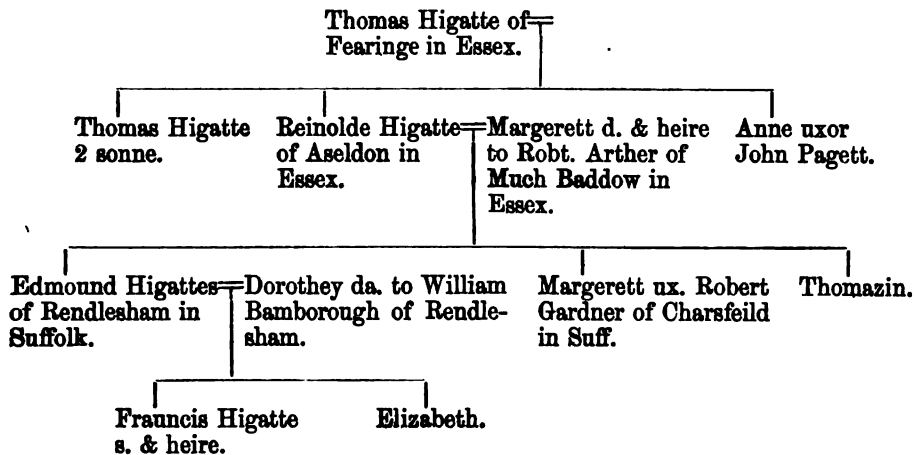 Thomas Higatte of
Fearinge in Essex.
Thomas Higatte
2 sonne.
Reinolde Higatte
of Aseldon in
Essex.
Margerett d. & heire
to Robt. Arther of
Much Baddow in
Essex.
Anne uxor
John Pagett.
Edmound Higattes
of Rendlesham in
Suffolk.
Dorothey da. to William
Bamborough of Rendle-
sham.
Margerett ux. Robert
Gardner of Charsfeild
in Suff.
Thomazin.
Frauncis Higatte
s. & heire.
Elizabeth.